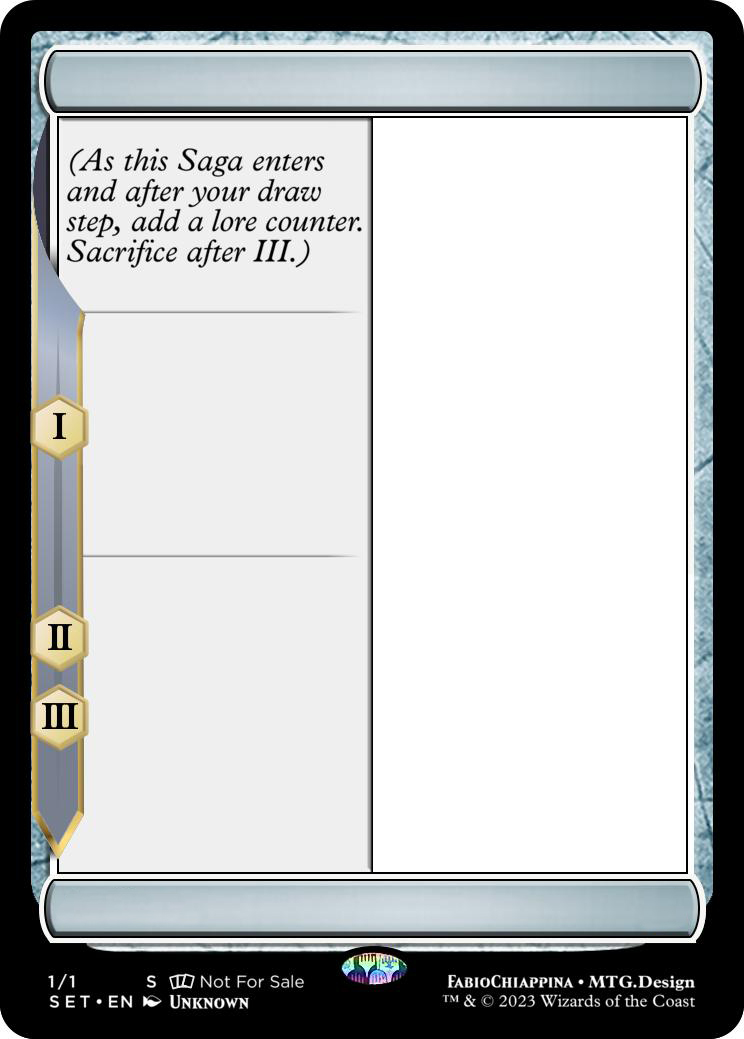 (As this Saga enters
and after your draw
step, add a lore counter.
Sacrifice after III.)
I
II
III
1/1 S Not For Sale
SET • EN Unknown
FabioChiappina • MTG.Design
™ & © 2023 Wizards of the Coast